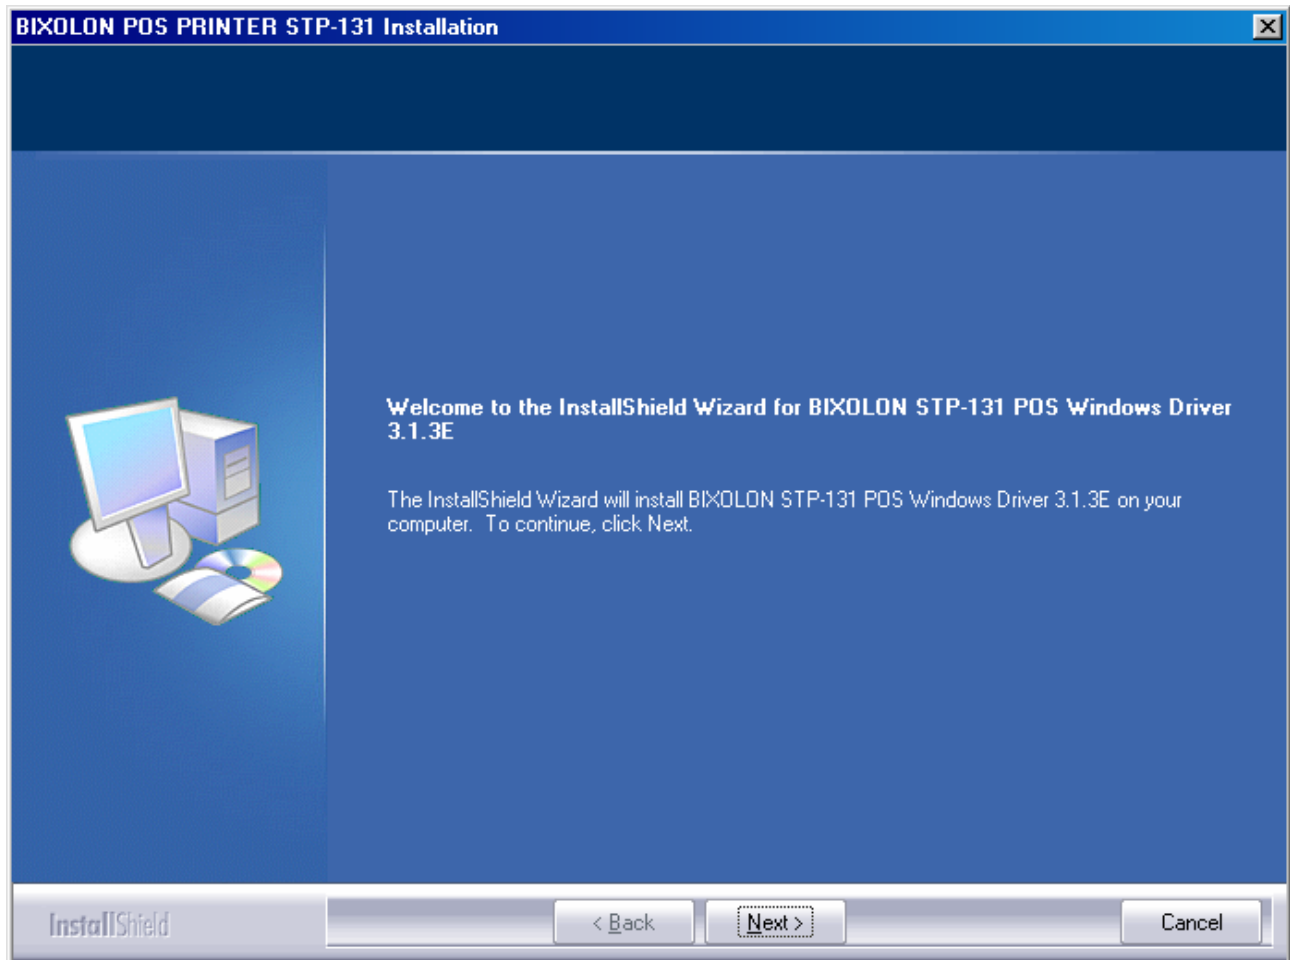 BIXOLON POS PRINTER STP-131 Installation
Welcome to the InstallShield Wizard for BIXOLON STP-131 POS Windows Driver
3.1.3E
The InstallShield Wizard will install BIXOLON STP-131 POS Windows Driver 3.1.3E on your
computer.  To continue, click Next.
InstallShield
< Back
Next >
Cancel